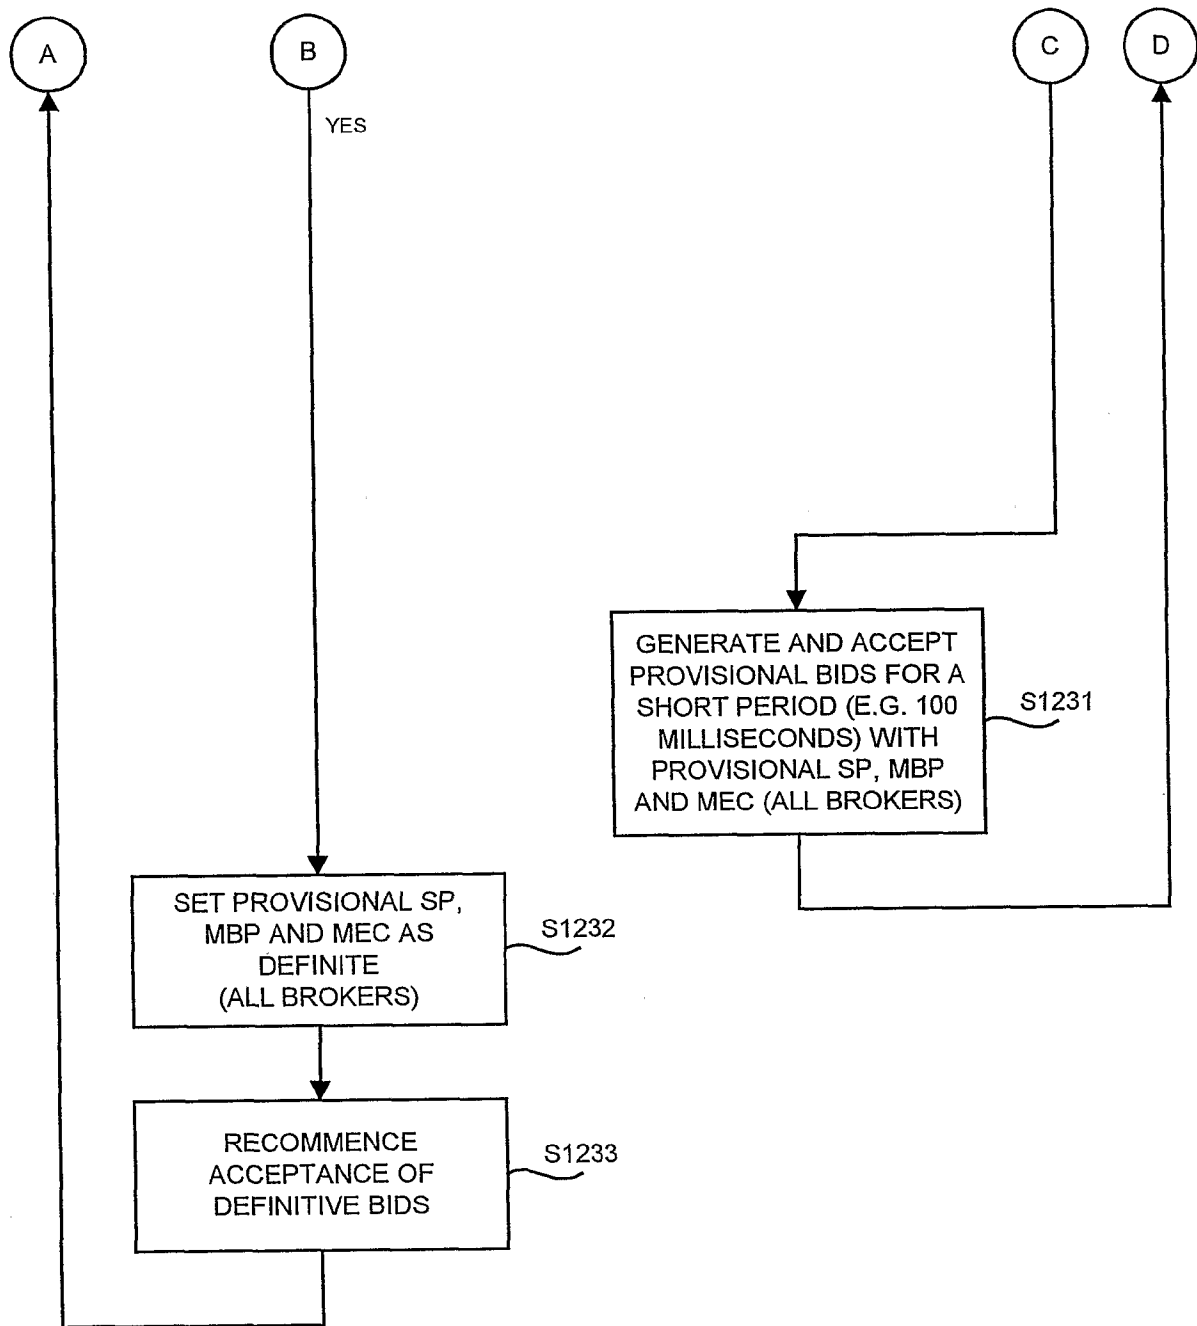 A
B
C
D
YES
GENERATE AND ACCEPT
PROVISIONAL BIDS FOR A
SHORT PERIOD (E.G. 100
MILLISECONDS) WITH
PROVISIONAL SP, MBP
AND MEC (ALL BROKERS)
S1231
SET PROVISIONAL SP,
MBP AND MEC AS
DEFINITE
(ALL BROKERS)
S1232
RECOMMENCE
ACCEPTANCE OF
DEFINITIVE BIDS
S1233